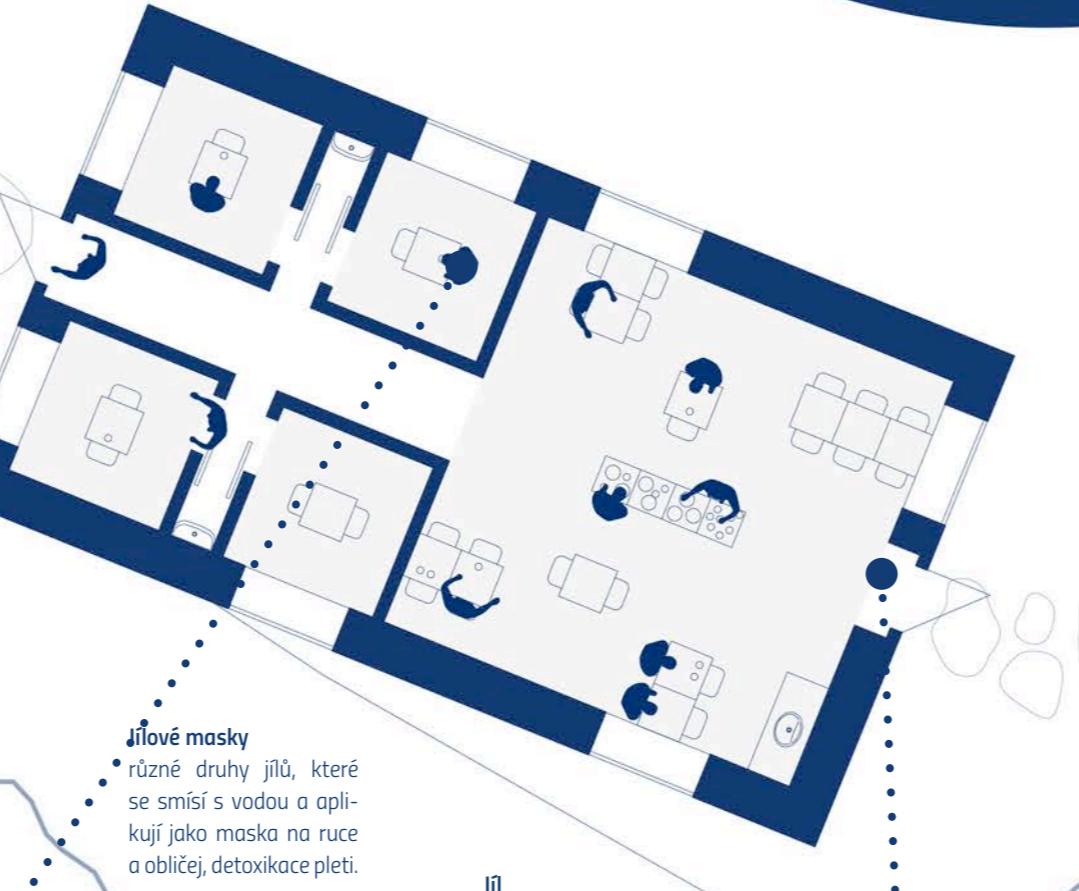 Jílové masky
různé druhy jílů, které
se smísí s vodou a apli-
kují jako maska na ruce
a obličej, detoxikace pleti.
Jíl